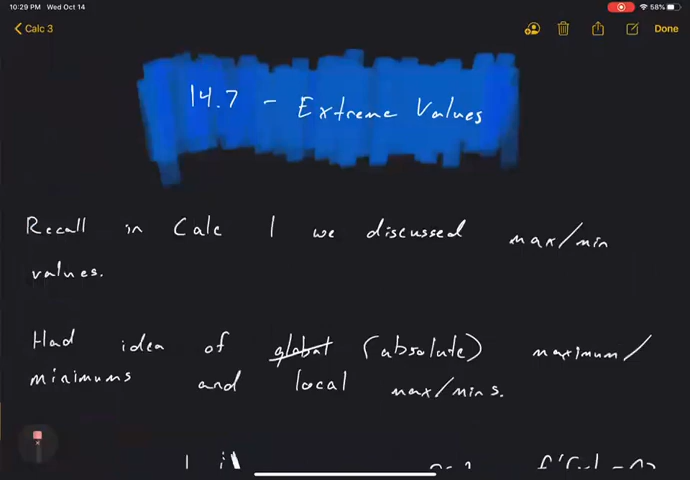 10:29 PM Wed Oct 14
58%
Calc 3
Done
14.7 - Extreme Values
Recall in Calc 1 we discussed max/min
values.
Had idea of global (absolute) maximum/
minimums and local max/mins.